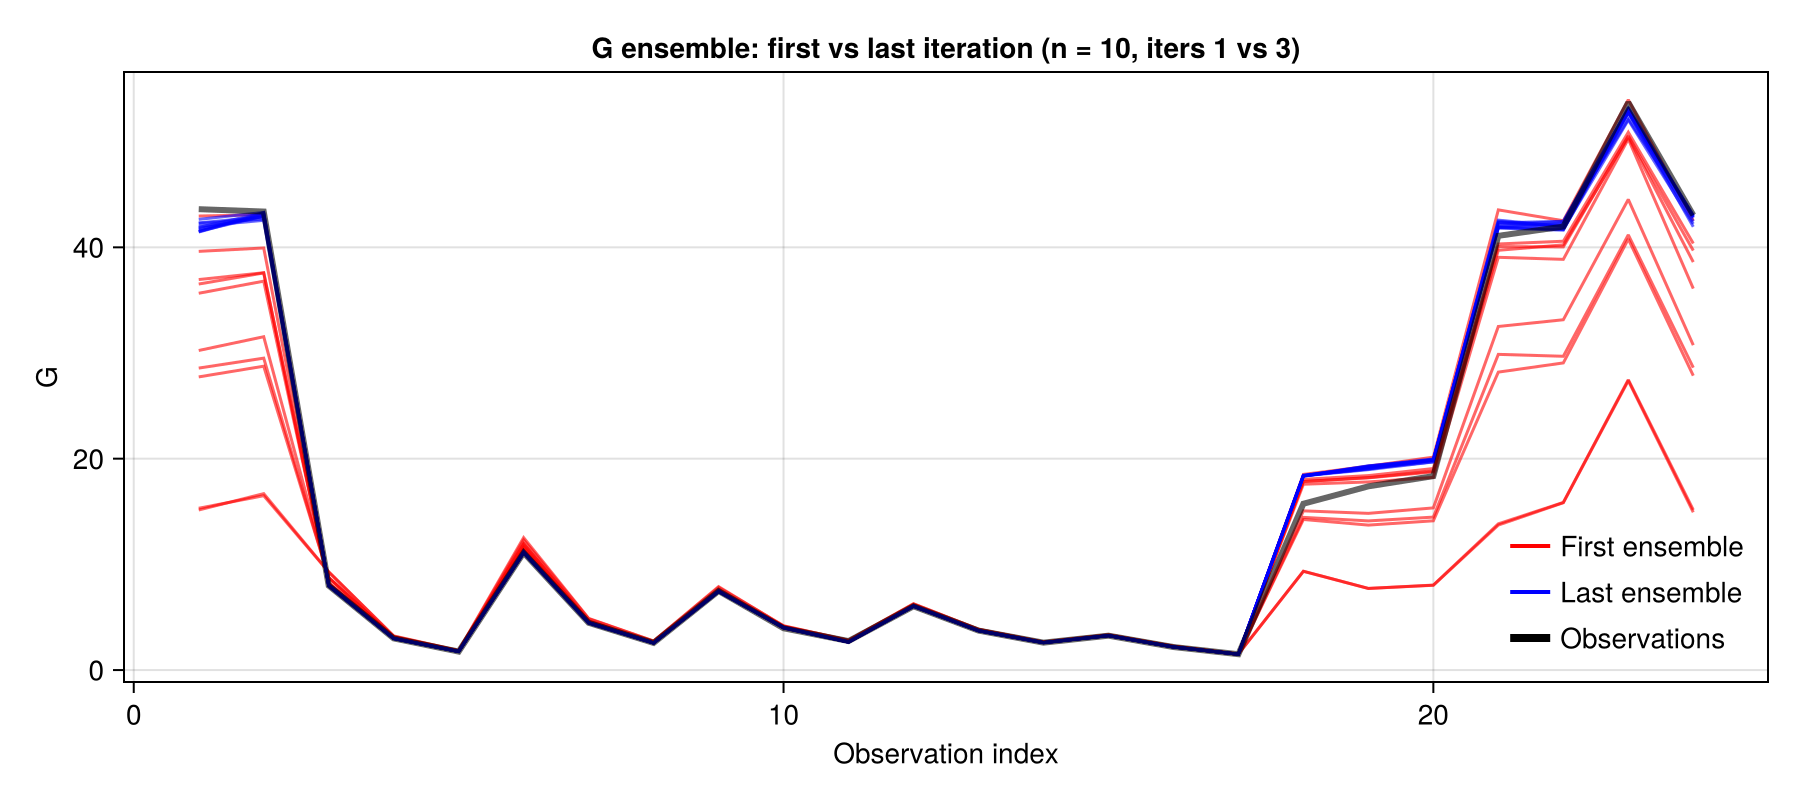 G ensemble: first vs last iteration (n = 10, iters 1 vs 3)
G
40
20
0
0
10
20
Observation index
First ensemble
Last ensemble
Observations